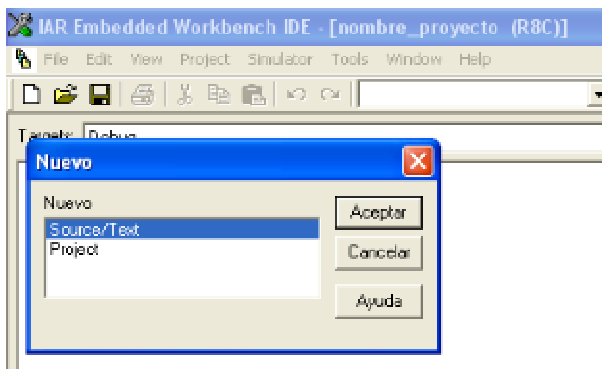 IAR Embedded Workbench IDE - [nombre_proyecto (R8C)]
File Edit View Project Simulator Tools Window Help
Targets: Debug
Nuevo
Nuevo
Source/Text
Project
Aceptar
Cancelar
Ayuda